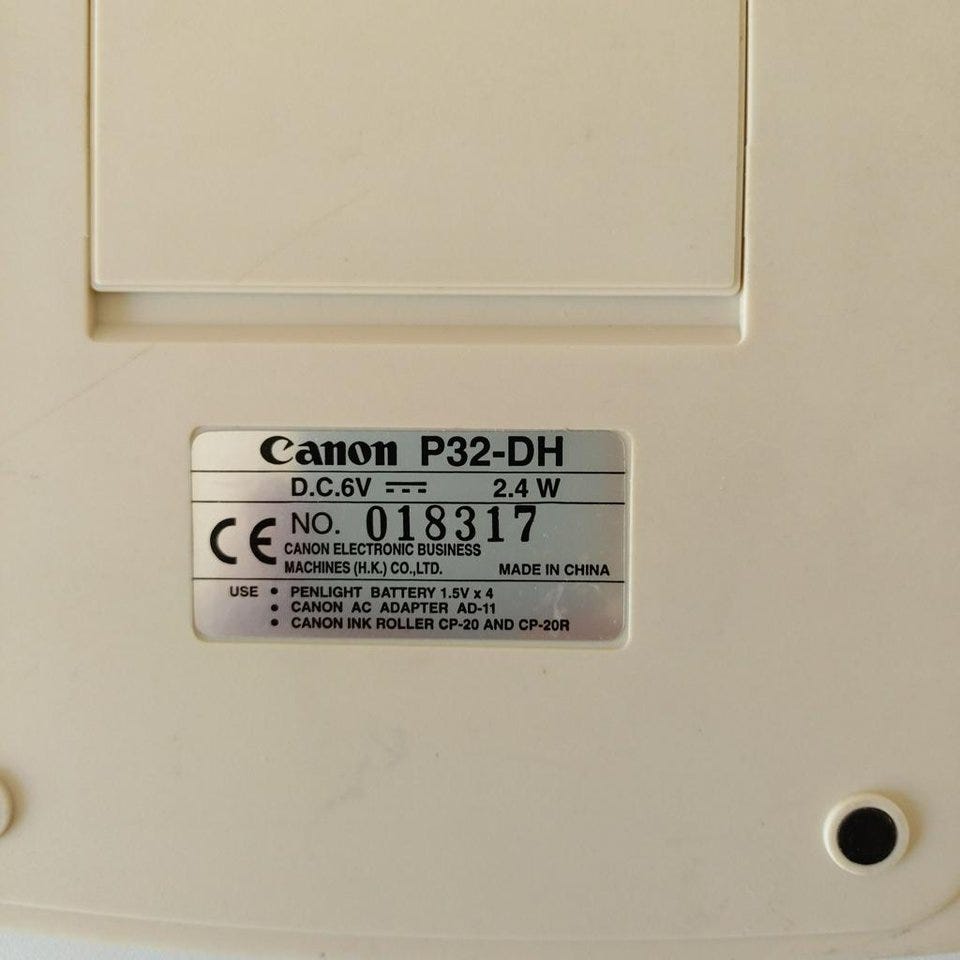 Canon P32-DH
D.C.6V ⎓ 2.4 W
CE NO. 018317
CANON ELECTRONIC BUSINESS
MACHINES (H.K.) CO.,LTD. MADE IN CHINA
USE • PENLIGHT BATTERY 1.5V x 4
• CANON AC ADAPTER AD-11
• CANON INK ROLLER CP-20 AND CP-20R